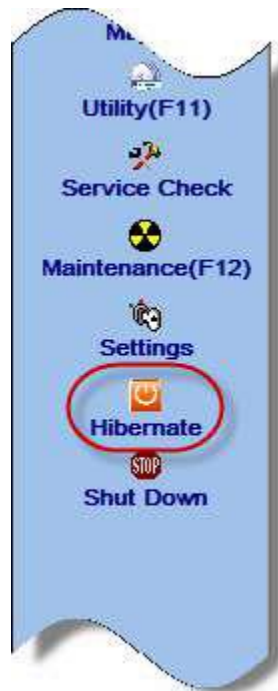 Utility(F11)
Service Check
Maintenance(F12)
Settings
Hibernate
STOP
Shut Down